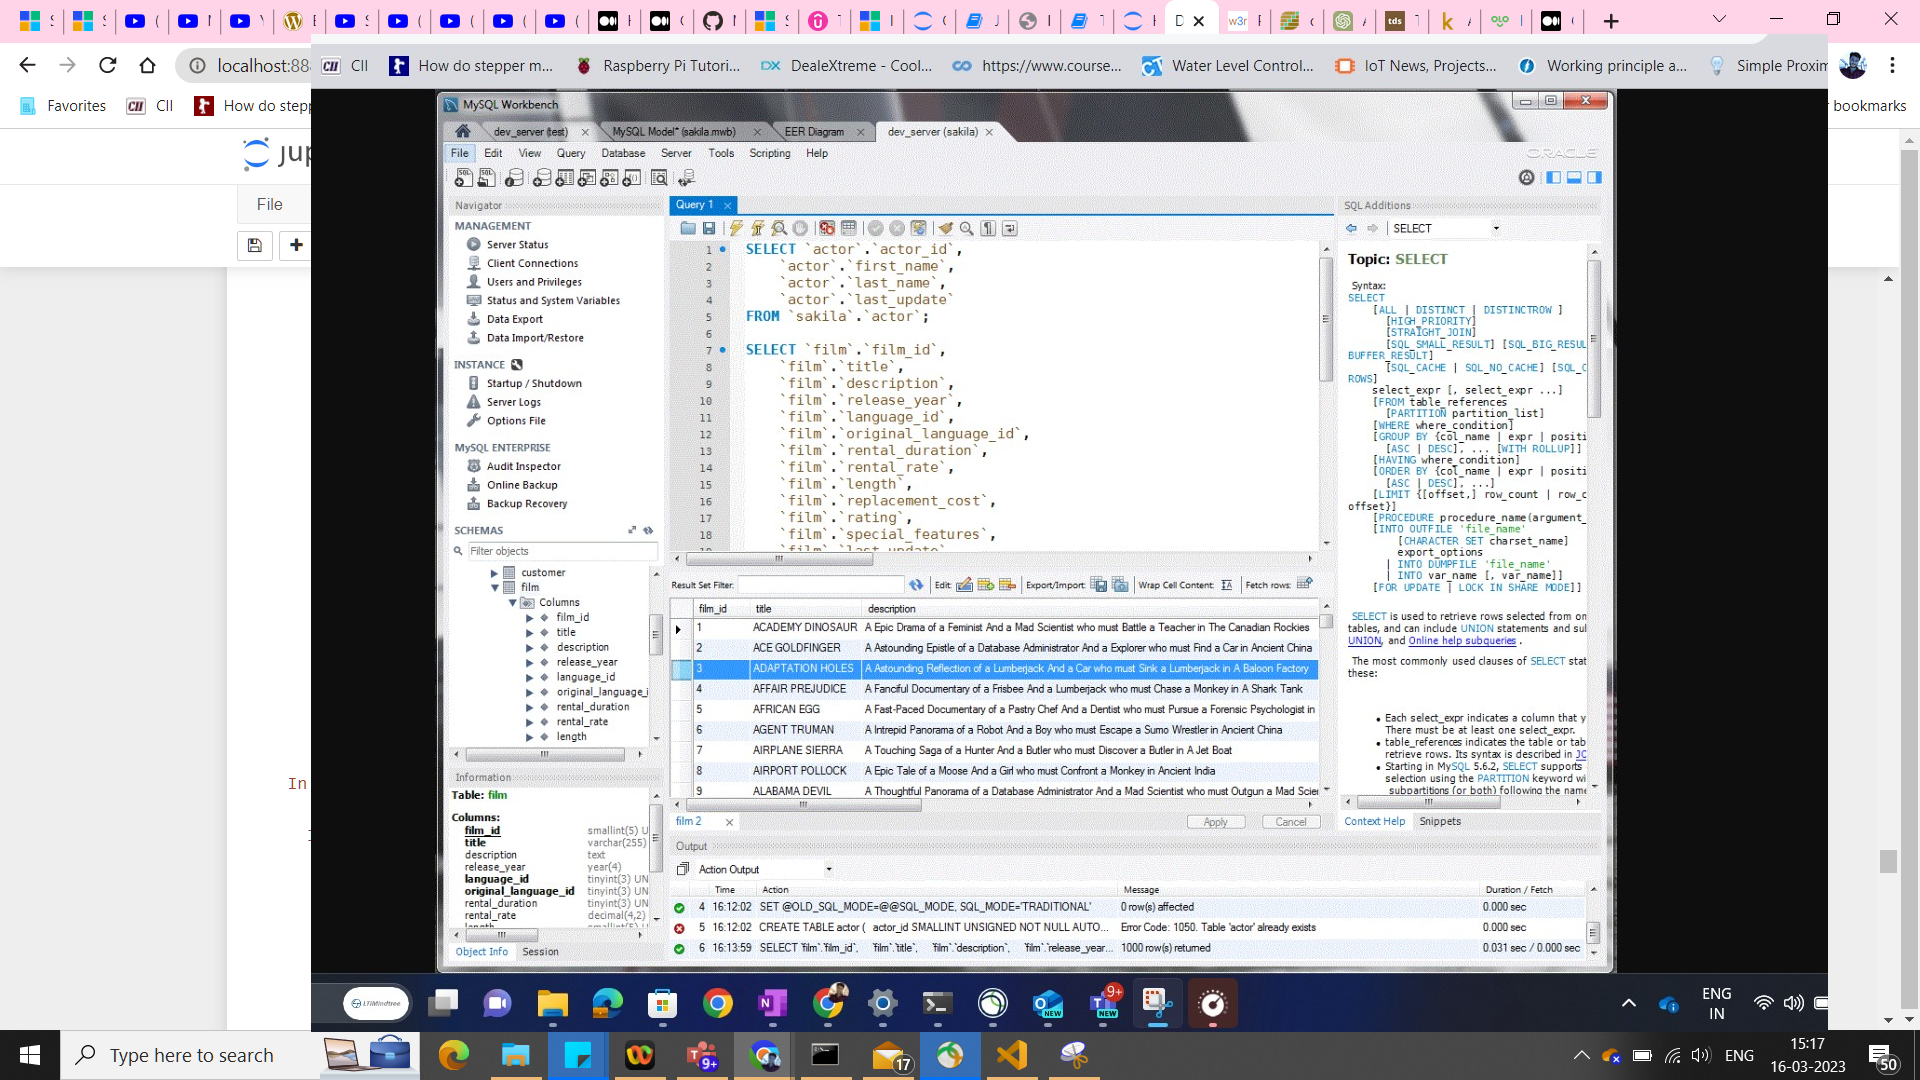 localhost:88
CII
How do stepper m...
Raspberry Pi Tutori...
DX
DealeXtreme - Cool...
https://www.course...
Water Level Control...
IoT News, Projects...
Working principle a...
Simple Proxim
Favorites
CII
How do step
bookmarks
jup
File
In
MySQL Workbench
dev_server (test)
MySQL Model* (sakila.mwb)
EER Diagram
dev_server (sakila)
File Edit View Query Database Server Tools Scripting Help
ORACLE
Navigator
MANAGEMENT
Server Status
Client Connections
Users and Privileges
Status and System Variables
Data Export
Data Import/Restore
INSTANCE
Startup / Shutdown
Server Logs
Options File
MySQL ENTERPRISE
Audit Inspector
Online Backup
Backup Recovery
SCHEMAS
Filter objects
customer
film
Columns
film_id
title
description
release_year
language_id
original_language_i
rental_duration
rental_rate
length
Information
Table: film
Columns:
film_id smallint(5) U
title varchar(255)
description text
release_year year(4)
language_id tinyint(3) UN
original_language_id tinyint(3) UN
rental_duration tinyint(3) UN
rental_rate decimal(4,2)
Object Info Session
Query 1
1 SELECT `actor`.`actor_id`,
2 `actor`.`first_name`,
3 `actor`.`last_name`,
4 `actor`.`last_update`
5 FROM `sakila`.`actor`;
6
7 SELECT `film`.`film_id`,
8 `film`.`title`,
9 `film`.`description`,
10 `film`.`release_year`,
11 `film`.`language_id`,
12 `film`.`original_language_id`,
13 `film`.`rental_duration`,
14 `film`.`rental_rate`,
15 `film`.`length`,
16 `film`.`replacement_cost`,
17 `film`.`rating`,
18 `film`.`special_features`,
`film`.`last_update`
Result Set Filter: Edit: Export/Import: Wrap Cell Content: Fetch rows:
film_id title description
1 ACADEMY DINOSAUR A Epic Drama of a Feminist And a Mad Scientist who must Battle a Teacher in The Canadian Rockies
2 ACE GOLDFINGER A Astounding Epistle of a Database Administrator And a Explorer who must Find a Car in Ancient China
3 ADAPTATION HOLES A Astounding Reflection of a Lumberjack And a Car who must Sink a Lumberjack in A Baloon Factory
4 AFFAIR PREJUDICE A Fanciful Documentary of a Frisbee And a Lumberjack who must Chase a Monkey in A Shark Tank
5 AFRICAN EGG A Fast-Paced Documentary of a Pastry Chef And a Dentist who must Pursue a Forensic Psychologist in
6 AGENT TRUMAN A Intrepid Panorama of a Robot And a Boy who must Escape a Sumo Wrestler in Ancient China
7 AIRPLANE SIERRA A Touching Saga of a Hunter And a Butler who must Discover a Butler in A Jet Boat
8 AIRPORT POLLOCK A Epic Tale of a Moose And a Girl who must Confront a Monkey in Ancient India
9 ALABAMA DEVIL A Thoughtful Panorama of a Database Administrator And a Mad Scientist who must Outgun a Mad Scie
film 2
Apply Cancel
Output
Action Output
Time Action Message Duration / Fetch
4 16:12:02 SET @OLD_SQL_MODE=@@SQL_MODE, SQL_MODE='TRADITIONAL' 0 row(s) affected 0.000 sec
5 16:12:02 CREATE TABLE actor ( actor_id SMALLINT UNSIGNED NOT NULL AUTO... Error Code: 1050. Table 'actor' already exists 0.000 sec
6 16:13:59 SELECT `film`.`film_id`, `film`.`title`, `film`.`description`, `film`.`release_year... 1000 row(s) returned 0.031 sec / 0.000 sec
SQL Additions
SELECT
Topic: SELECT
Syntax:
SELECT
[ALL | DISTINCT | DISTINCTROW ]
[HIGH_PRIORITY]
[STRAIGHT_JOIN]
[SQL_SMALL_RESULT] [SQL_BIG_RESUL
BUFFER_RESULT]
[SQL_CACHE | SQL_NO_CACHE] [SQL_C
ROWS]
select_expr [, select_expr ...]
[FROM table_references
[PARTITION partition_list]
[WHERE where_condition]
[GROUP BY {col_name | expr | positi
[ASC | DESC], ... [WITH ROLLUP]]
[HAVING where_condition]
[ORDER BY {col_name | expr | positi
[ASC | DESC], ...]
[LIMIT {[offset,] row_count | row_c
offset}]
[PROCEDURE procedure_name(argument_
[INTO OUTFILE 'file_name'
[CHARACTER SET charset_name]
export_options
| INTO DUMPFILE 'file_name'
| INTO var_name [, var_name]]
[FOR UPDATE | LOCK IN SHARE MODE]]
SELECT is used to retrieve rows selected from on
tables, and can include UNION statements and sul
UNION, and Online help subqueries .
The most commonly used clauses of SELECT stat
these:
Each select_expr indicates a column that y
There must be at least one select_expr.
table_references indicates the table or tab
retrieve rows. Its syntax is described in JO
Starting in MySQL 5.6.2, SELECT supports
selection using the PARTITION keyword wi
subpartitions (or both) following the name
Context Help Snippets
LTIMindtree
NEW
9+
NEW
ENG
IN
Type here to search
9+
17
ENG
15:17
16-03-2023
50